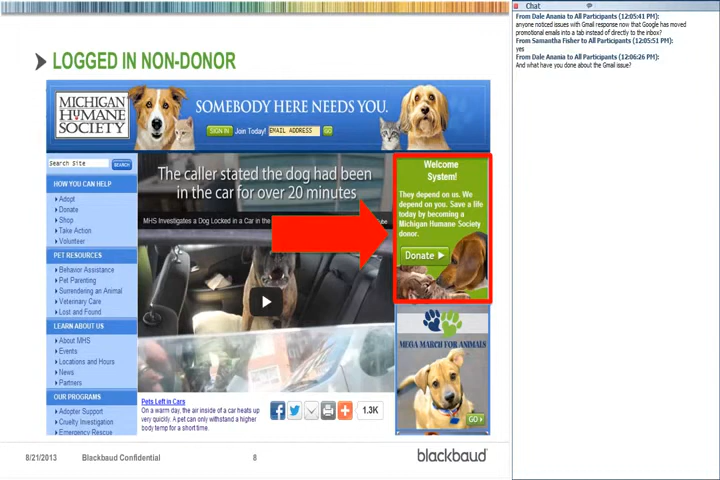 LOGGED IN NON-DONOR
MICHIGAN
HUMANE
SOCIETY
SOMEBODY HERE NEEDS YOU.
SIGN IN Join Today! EMAIL ADDRESS GO
Search Site SEARCH
HOW YOU CAN HELP
Adopt
Donate
Shop
Take Action
Volunteer
PET RESOURCES
Behavior Assistance
Pet Parenting
Surrendering an Animal
Veterinary Care
Lost and Found
LEARN ABOUT US
About MHS
Events
Locations and Hours
News
Partners
OUR PROGRAMS
Adopter Support
Cruelty Investigation
Emergency Rescue
The caller stated the dog had been
in the car for over 20 minutes
MHS Investigates a Dog Locked in a Car in the
Pets Left in Cars
On a warm day, the air inside of a car heats up
very quickly. A pet can only withstand a higher
body temp for a short time.
1.3K
Welcome
System!
They depend on us. We
depend on you. Save a life
today by becoming a
Michigan Humane Society
donor.
Donate
MEGA MARCH FOR ANIMALS
GO
8/21/2013 Blackbaud Confidential 8
blackbaud
Chat
From Dale Anania to All Participants (12:05:41 PM):
anyone noticed issues with Gmail response now that Google has moved
promotional emails into a tab instead of directly to the inbox?
From Samantha Fisher to All Participants (12:05:51 PM):
yes
From Dale Anania to All Participants (12:06:26 PM):
And what have you done about the Gmail issue?